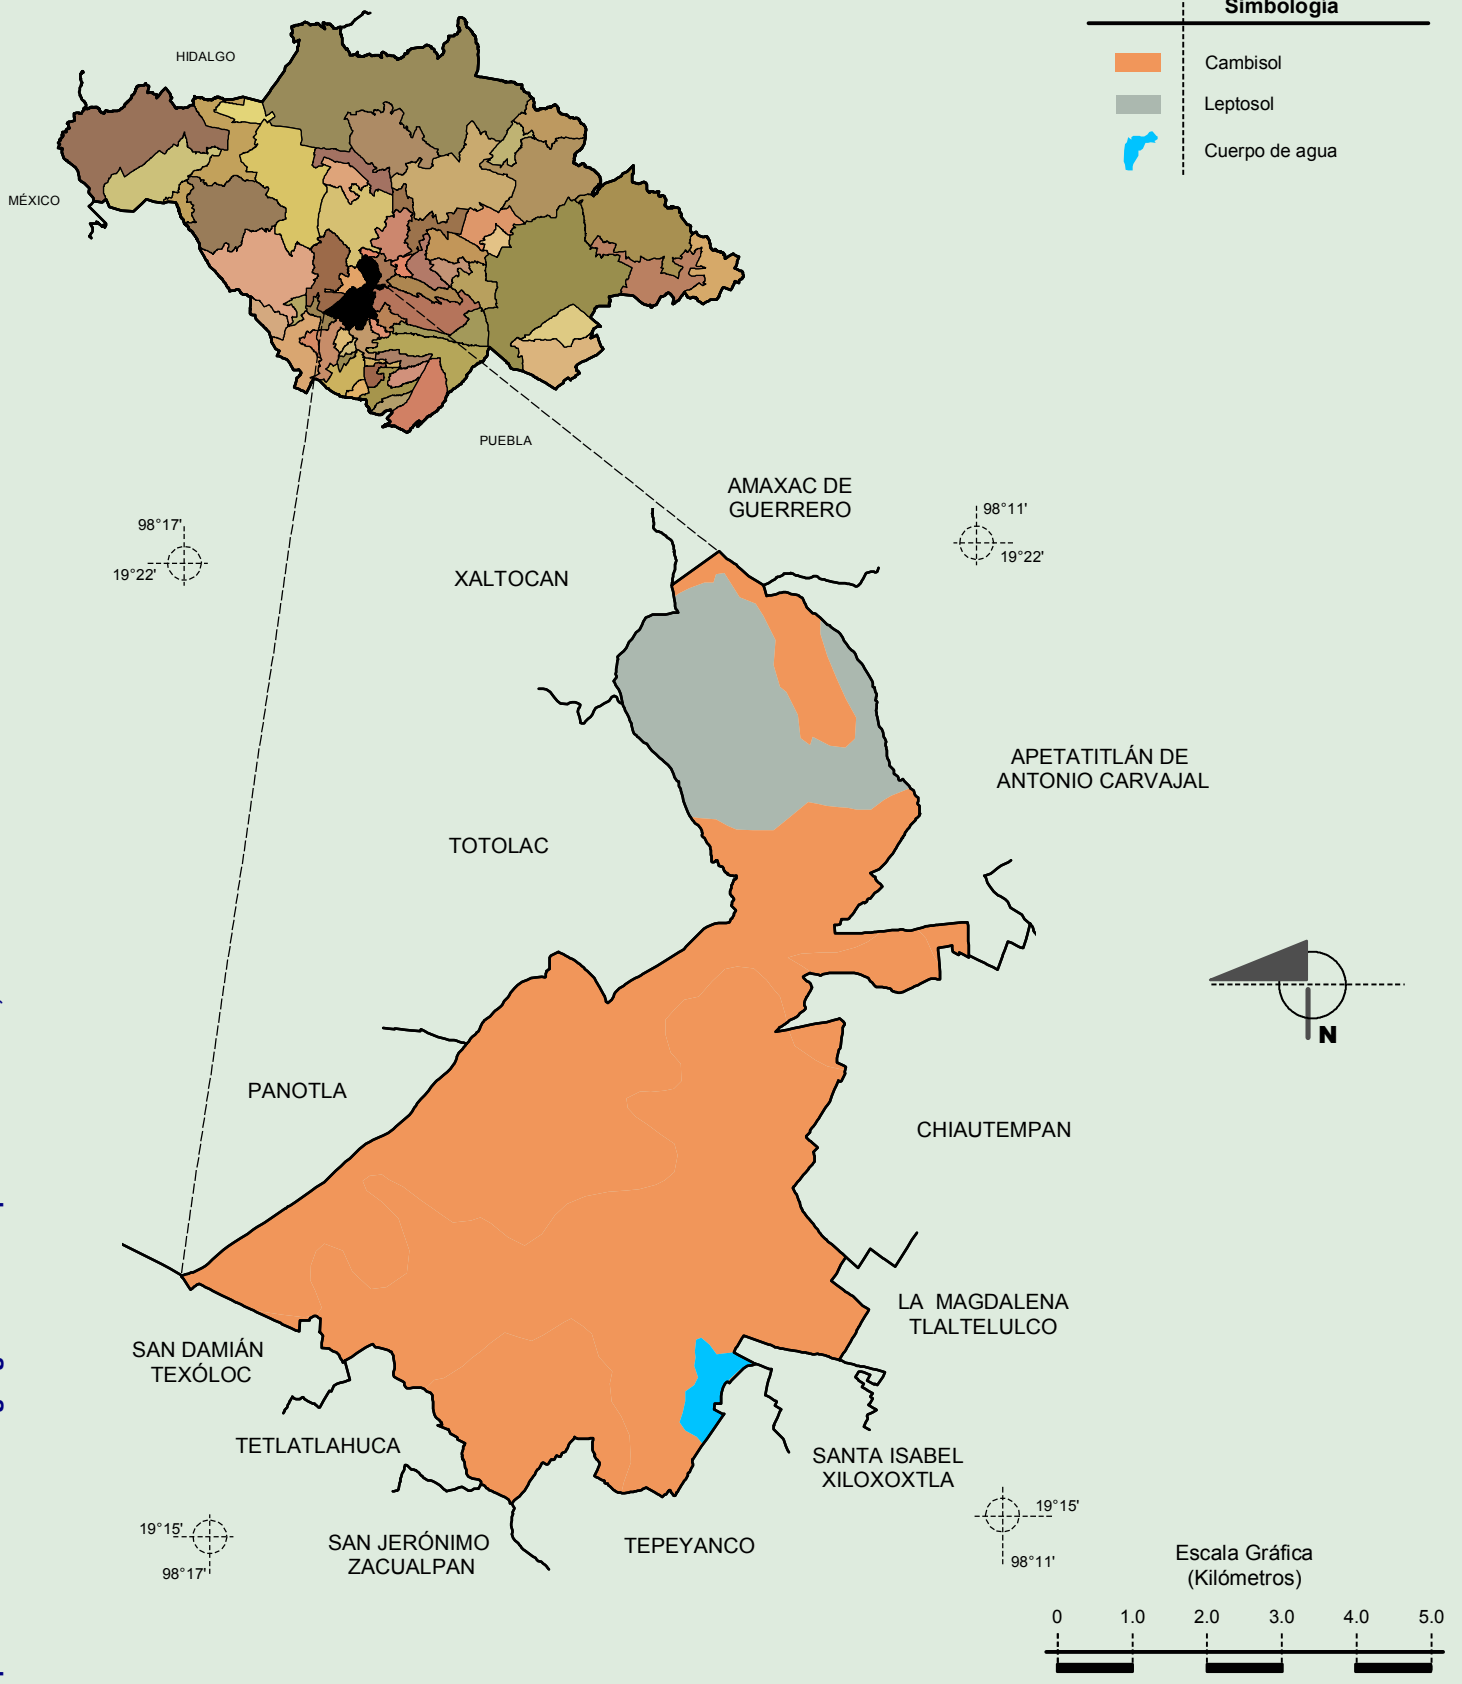 Simbología
Cambisol
Leptosol
Cuerpo de agua
HIDALGO
MÉXICO
PUEBLA
98°17'
19°22'
98°11'
19°22'
AMAXAC DE
GUERRERO
XALTOCAN
APETATITLÁN DE
ANTONIO CARVAJAL
TOTOLAC
N
PANOTLA
CHIAUTEMPAN
LA MAGDALENA
TLALTELULCO
SAN DAMIÁN
TEXÓLOC
TETLATLAHUCA
SANTA ISABEL
XILOXOXTLA
SAN JERÓNIMO
ZACUALPAN
TEPEYANCO
19°15'
98°17'
19°15'
98°11'
Escala Gráfica
(Kilómetros)
0 1.0 2.0 3.0 4.0 5.0